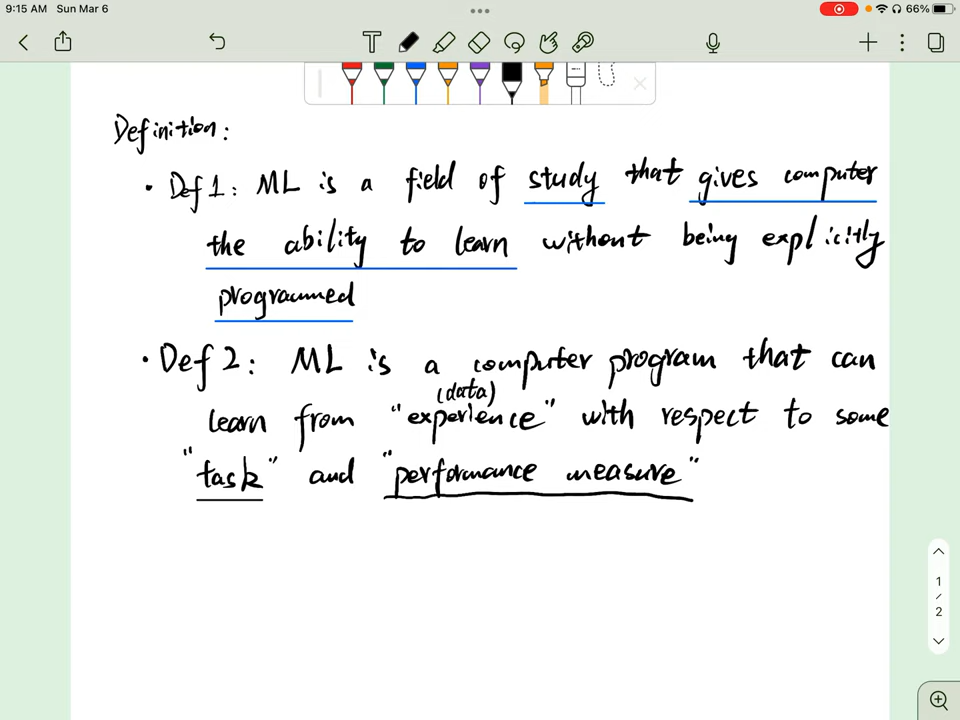 9:15 AM Sun Mar 6
66%
Definition:
• Def 1: ML is a field of study that gives computer
the ability to learn without being explicitly
programmed
• Def 2: ML is a computer program that can
(data)
learn from "experience" with respect to some
"task" and "performance measure"
1
/
2